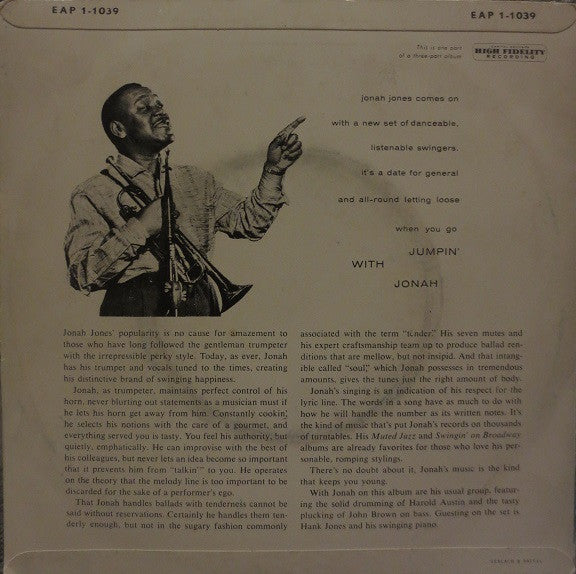 EAP 1-1039
EAP 1-1039
This is one part
of a three-part album
HIGH FIDELITY
RECORDING
jonah jones comes on
with a new set of danceable,
listenable swingers.
it's a date for general
and all-round letting loose
when you go
JUMPIN'
WITH
JONAH
Jonah Jones' popularity is no cause for amazement to
those who have long followed the gentleman trumpeter
with the irrepressible perky style. Today, as ever, Jonah
has his trumpet and vocals tuned to the times, creating
his distinctive brand of swinging happiness.
Jonah, as trumpeter, maintains perfect control of his
horn, never blurting out statements as a musician must if
he lets his horn get away from him. Constantly cookin',
he selects his notions with the care of a gourmet, and
everything served you is tasty. You feel his authority, but
quietly, emphatically. He can improvise with the best of
his colleagues, but never lets an idea become so important
that it prevents him from "talkin'" to you. He operates
on the theory that the melody line is too important to be
discarded for the sake of a performer's ego.
That Jonah handles ballads with tenderness cannot be
said without reservations. Certainly he handles them ten-
derly enough, but not in the sugary fashion commonly
associated with the term "tender." His seven mutes and
his expert craftsmanship team up to produce ballad ren-
ditions that are mellow, but not insipid. And that intang-
ible called "soul," which Jonah possesses in tremendous
amounts, gives the tunes just the right amount of body.
Jonah's singing is an indication of his respect for the
lyric line. The words in a song have as much to do with
how he will handle the number as its written notes. It's
the kind of music that's put Jonah's records on thousands
of turntables. His Muted Jazz and Swingin' on Broadway
albums are already favorites for those who love his per-
sonable, romping stylings.
There's no doubt about it, Jonah's music is the kind
that keeps you young.
With Jonah on this album are his usual group, featur-
ing the solid drumming of Harold Austin and the tasty
plucking of John Brown on bass. Guesting on the set is
Hank Jones and his swinging piano.